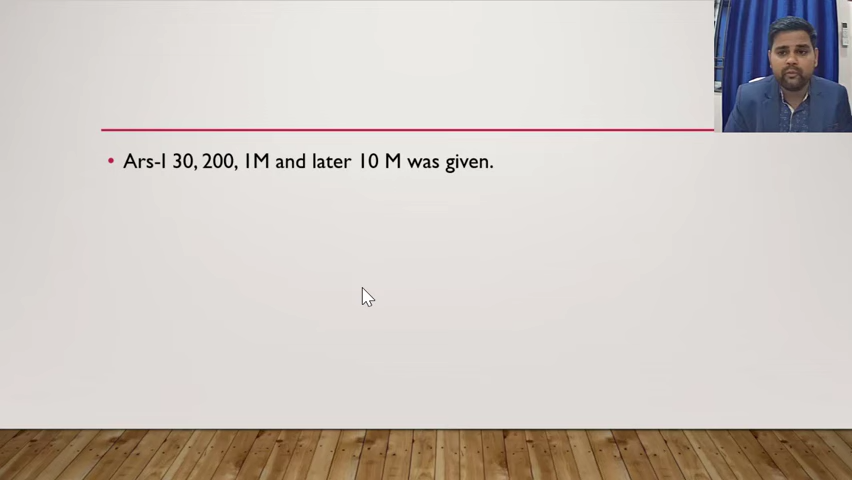 • Ars-I 30, 200, 1M and later 10 M was given.